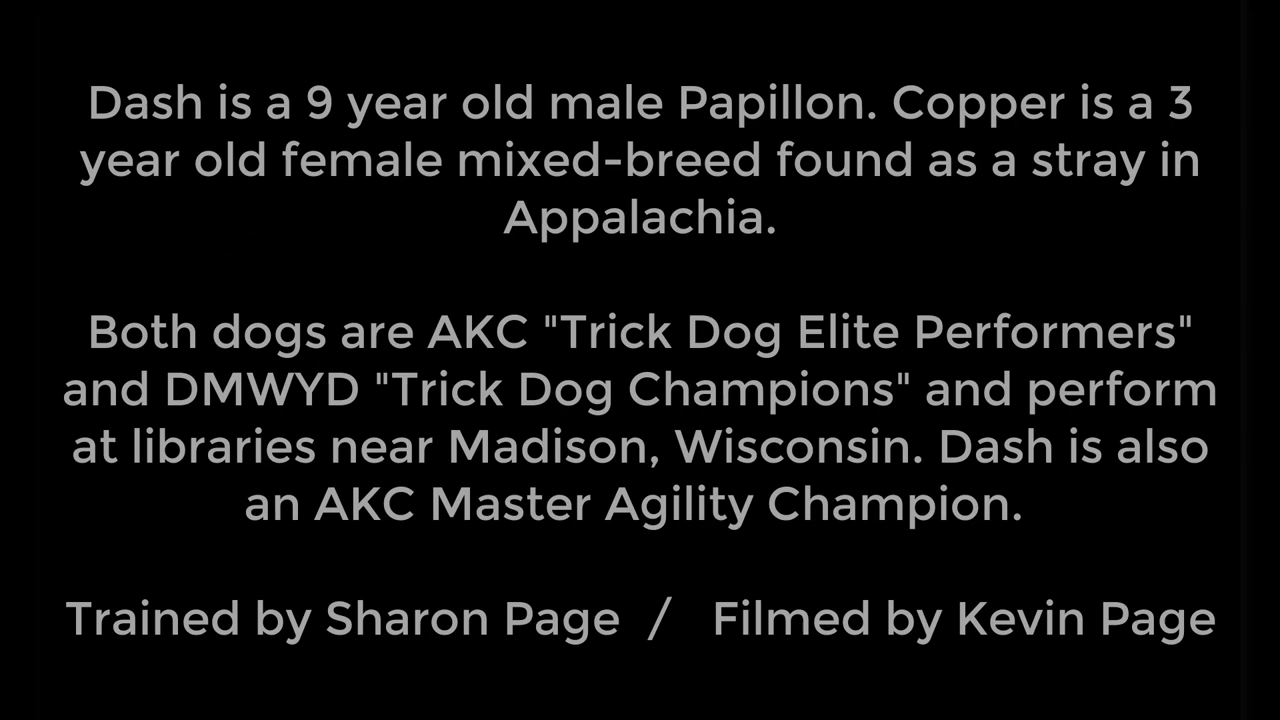 Dash is a 9 year old male Papillon. Copper is a 3
year old female mixed-breed found as a stray in
Appalachia.
Both dogs are AKC "Trick Dog Elite Performers"
and DMWYD "Trick Dog Champions" and perform
at libraries near Madison, Wisconsin. Dash is also
an AKC Master Agility Champion.
Trained by Sharon Page / Filmed by Kevin Page